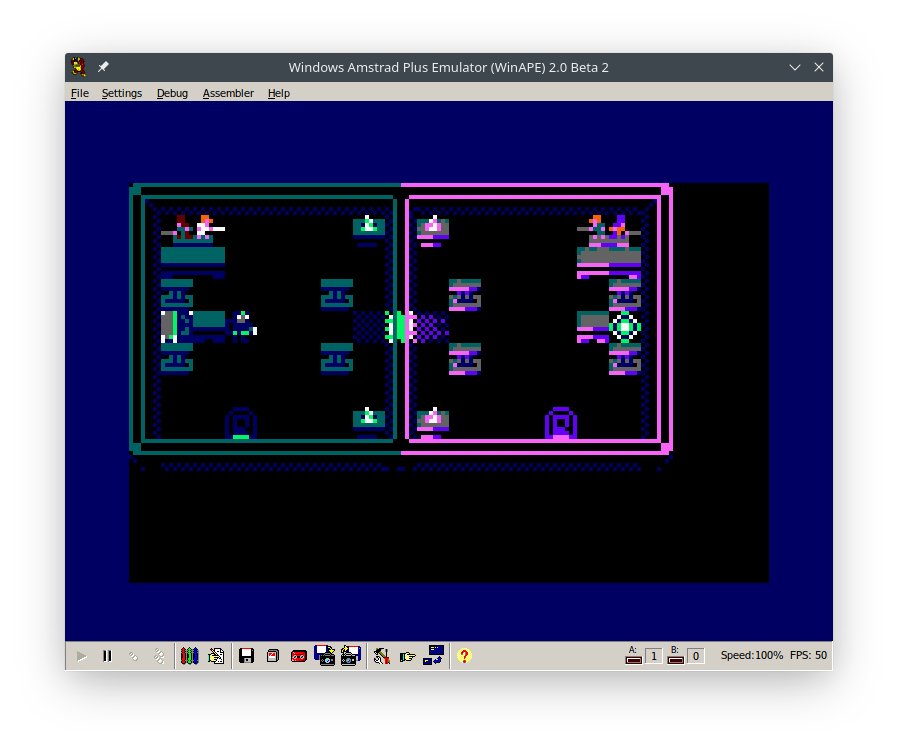 Windows Amstrad Plus Emulator (WinAPE) 2.0 Beta 2
File Settings Debug Assembler Help
A: 1 B: 0 Speed:100% FPS: 50